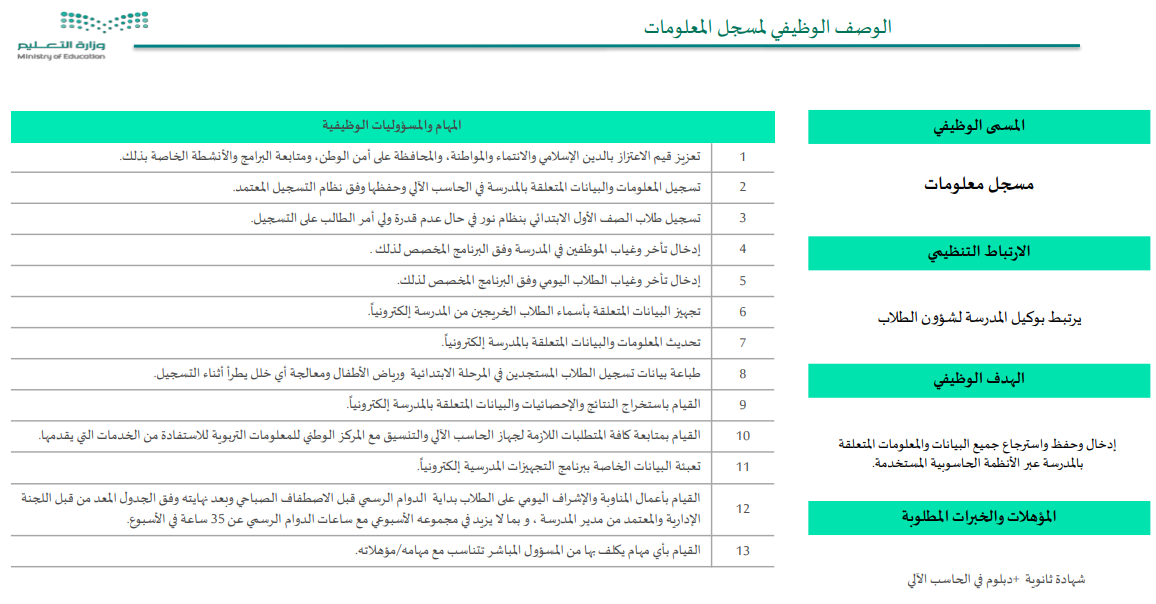 الوصف الوظيفي لمسجل المعلومات
وزارة التعـليم
Ministry of Education
المسمى الوظيفي
مسجل معلومات
الارتباط التنظيمي
يرتبط بوكيل المدرسة لشؤون الطلاب
الهدف الوظيفي
إدخال وحفظ واسترجاع جميع البيانات والمعلومات المتعلقة
بالمدرسة عبر الأنظمة الحاسوبية المستخدمة.
المؤهلات والخبرات المطلوبة
شهادة ثانوية +دبلوم في الحاسب الآلي
المهام والمسؤوليات الوظيفية
1 تعزيز قيم الاعتزاز بالدين الإسلامي والانتماء والمواطنة، والمحافظة على أمن الوطن، ومتابعة البرامج والأنشطة الخاصة بذلك.
2 تسجيل المعلومات والبيانات المتعلقة بالمدرسة في الحاسب الآلي وحفظها وفق نظام التسجيل المعتمد.
3 تسجيل طلاب الصف الأول الابتدائي بنظام نور في حال عدم قدرة ولي أمر الطالب على التسجيل.
4 إدخال تأخر وغياب الموظفين في المدرسة وفق البرنامج المخصص لذلك .
5 إدخال تأخر وغياب الطلاب اليومي وفق البرنامج المخصص لذلك.
6 تجهيز البيانات المتعلقة بأسماء الطلاب الخريجين من المدرسة إلكترونياً.
7 تحديث المعلومات والبيانات المتعلقة بالمدرسة إلكترونياً.
8 طباعة بيانات تسجيل الطلاب المستجدين في المرحلة الابتدائية ورياض الأطفال ومعالجة أي خلل يطرأ أثناء التسجيل.
9 القيام باستخراج النتائج والإحصائيات والبيانات المتعلقة بالمدرسة إلكترونياً.
10 القيام بمتابعة كافة المتطلبات اللازمة لجهاز الحاسب الآلي والتنسيق مع المركز الوطني للمعلومات التربوية للاستفادة من الخدمات التي يقدمها.
11 تعبئة البيانات الخاصة ببرنامج التجهيزات المدرسية إلكترونياً.
12 القيام بأعمال المناوبة والإشراف اليومي على الطلاب بداية الدوام الرسمي قبل الاصطفاف الصباحي وبعد نهايته وفق الجدول المعد من قبل اللجنة
الإدارية والمعتمد من مدير المدرسة ، و بما لا يزيد في مجموعه الأسبوعي مع ساعات الدوام الرسمي عن 35 ساعة في الأسبوع.
13 القيام بأي مهام يكلف بها من المسؤول المباشر تتناسب مع مهامه/مؤهلاته.